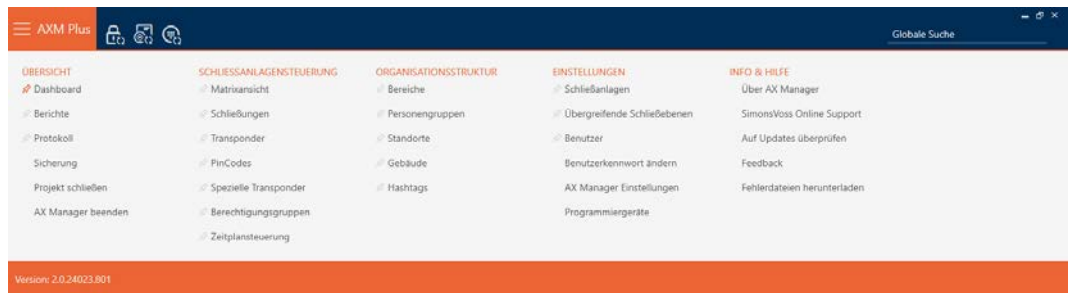 AXM Plus
Globale Suche
ÜBERSICHT
Dashboard
Berichte
Protokoll
Sicherung
Projekt schließen
AX Manager beenden
SCHLIESSANLAGENSTEUERUNG
Matrixansicht
Schließungen
Transponder
PinCodes
Spezielle Transponder
Berechtigungsgruppen
Zeitplansteuerung
ORGANISATIONSSTRUKTUR
Bereiche
Personengruppen
Standorte
Gebäude
Hashtags
EINSTELLUNGEN
Schließanlagen
Übergreifende Schließebenen
Benutzer
Benutzerkennwort ändern
AX Manager Einstellungen
Programmiergeräte
INFO & HILFE
Über AX Manager
SimonsVoss Online Support
Auf Updates überprüfen
Feedback
Fehlerdateien herunterladen
Version: 2.0.24023.801